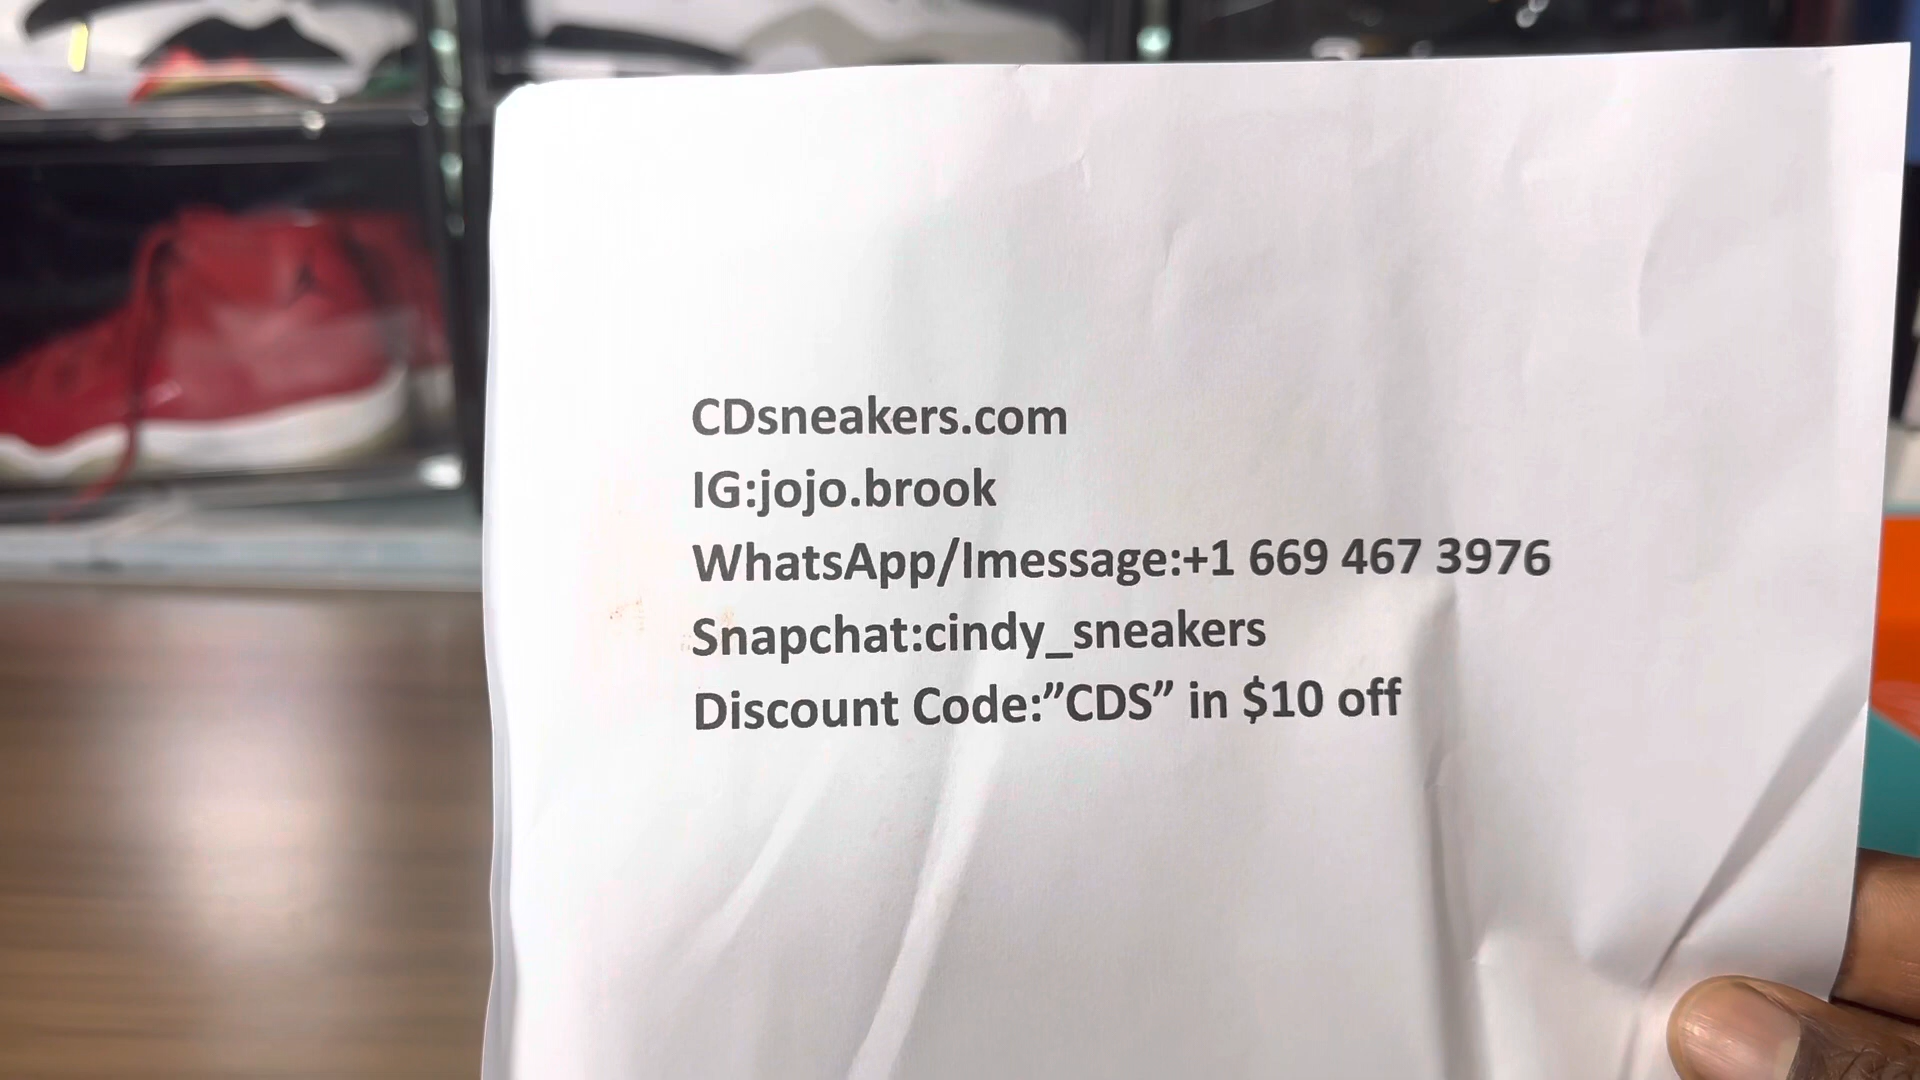 CDsneakers.com
IG:jojo.brook
WhatsApp/Imessage:+1 669 467 3976
Snapchat:cindy_sneakers
Discount Code:”CDS” in $10 off